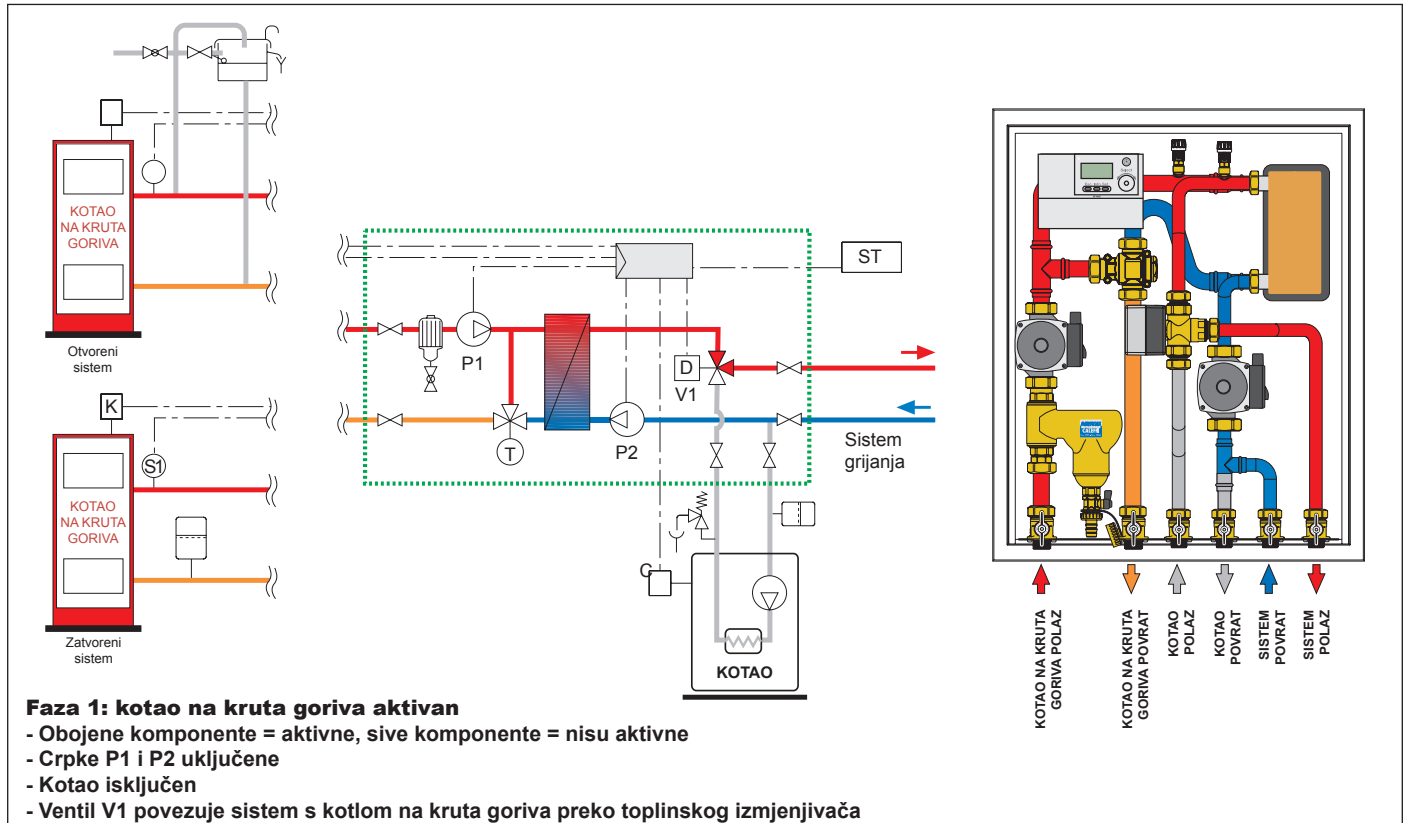 KOTAO
NA KRUTA
GORIVA
Otvoreni
sistem
K
S1
KOTAO
NA KRUTA
GORIVA
Zatvoreni
sistem
ST
P1
D
V1
T
P2
Sistem
grijanja
C
KOTAO
KOTAO NA KRUTA
GORIVA POLAZ
KOTAO NA KRUTA
GORIVA POVRAT
KOTAO
POLAZ
KOTAO
POVRAT
SISTEM
POVRAT
SISTEM
POLAZ
Faza 1: kotao na kruta goriva aktivan
- Obojene komponente = aktivne, sive komponente = nisu aktivne
- Crpke P1 i P2 uključene
- Kotao isključen
- Ventil V1 povezuje sistem s kotlom na kruta goriva preko toplinskog izmjenjivača